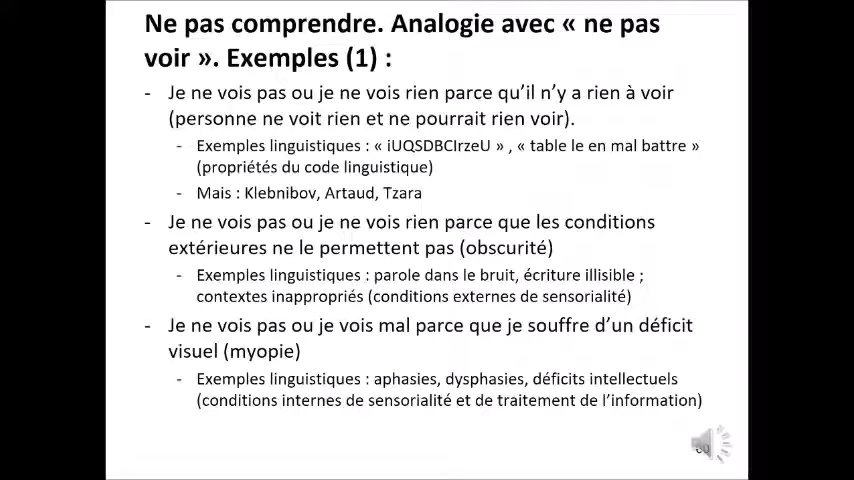 Ne pas comprendre. Analogie avec « ne pas
voir ». Exemples (1) :
- Je ne vois pas ou je ne vois rien parce qu’il n’y a rien à voir
(personne ne voit rien et ne pourrait rien voir).
- Exemples linguistiques : « iUQSDBCIrzeU » , « table le en mal battre »
(propriétés du code linguistique)
- Mais : Klebnibov, Artaud, Tzara
- Je ne vois pas ou je ne vois rien parce que les conditions
extérieures ne le permettent pas (obscurité)
- Exemples linguistiques : parole dans le bruit, écriture illisible ;
contextes inappropriés (conditions externes de sensorialité)
- Je ne vois pas ou je vois mal parce que je souffre d’un déficit
visuel (myopie)
- Exemples linguistiques : aphasies, dysphasies, déficits intellectuels
(conditions internes de sensorialité et de traitement de l’information)